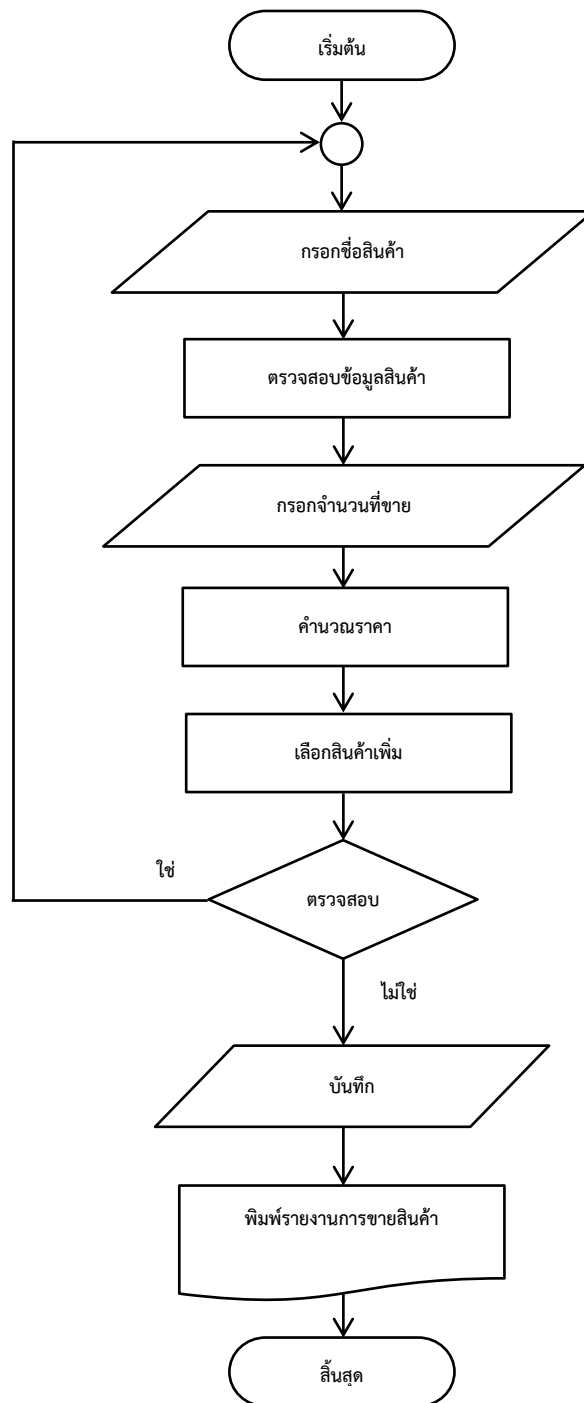 เริ่มต้น
กรอกชื่อสินค้า
ตรวจสอบข้อมูลสินค้า
กรอกจำนวนที่ขาย
คำนวณราคา
เลือกสินค้าเพิ่ม
ใช่
ตรวจสอบ
ไม่ใช่
บันทึก
พิมพ์รายงานการขายสินค้า
สิ้นสุด